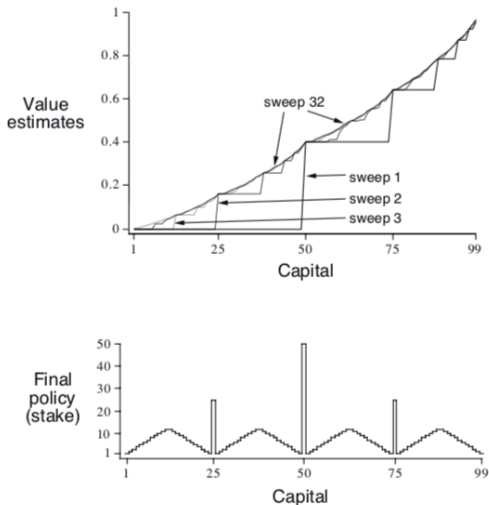 1
Value
estimates
0.8
0.6
0.4
0.2
0
sweep 32
sweep 1
sweep 2
sweep 3
1 25 50 75 99
Capital
Final
policy
(stake)
50
40
30
20
10
1
1 25 50 75 99
Capital